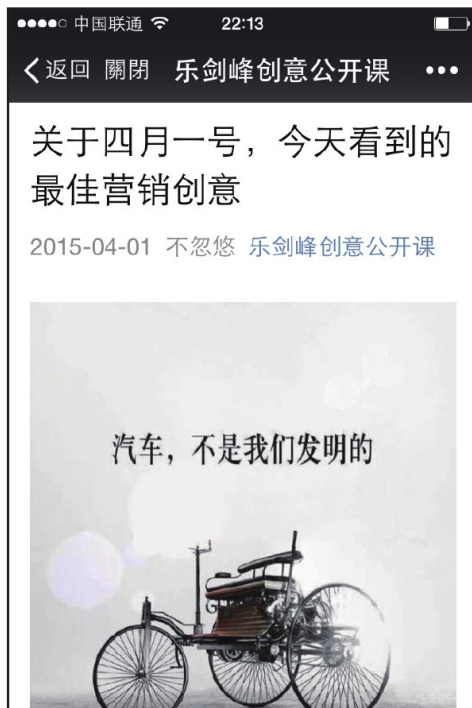 中国联通 22:13
返回 關閉 乐剑峰创意公开课
关于四月一号，今天看到的
最佳营销创意
2015-04-01 不忽悠 乐剑峰创意公开课
汽车，不是我们发明的